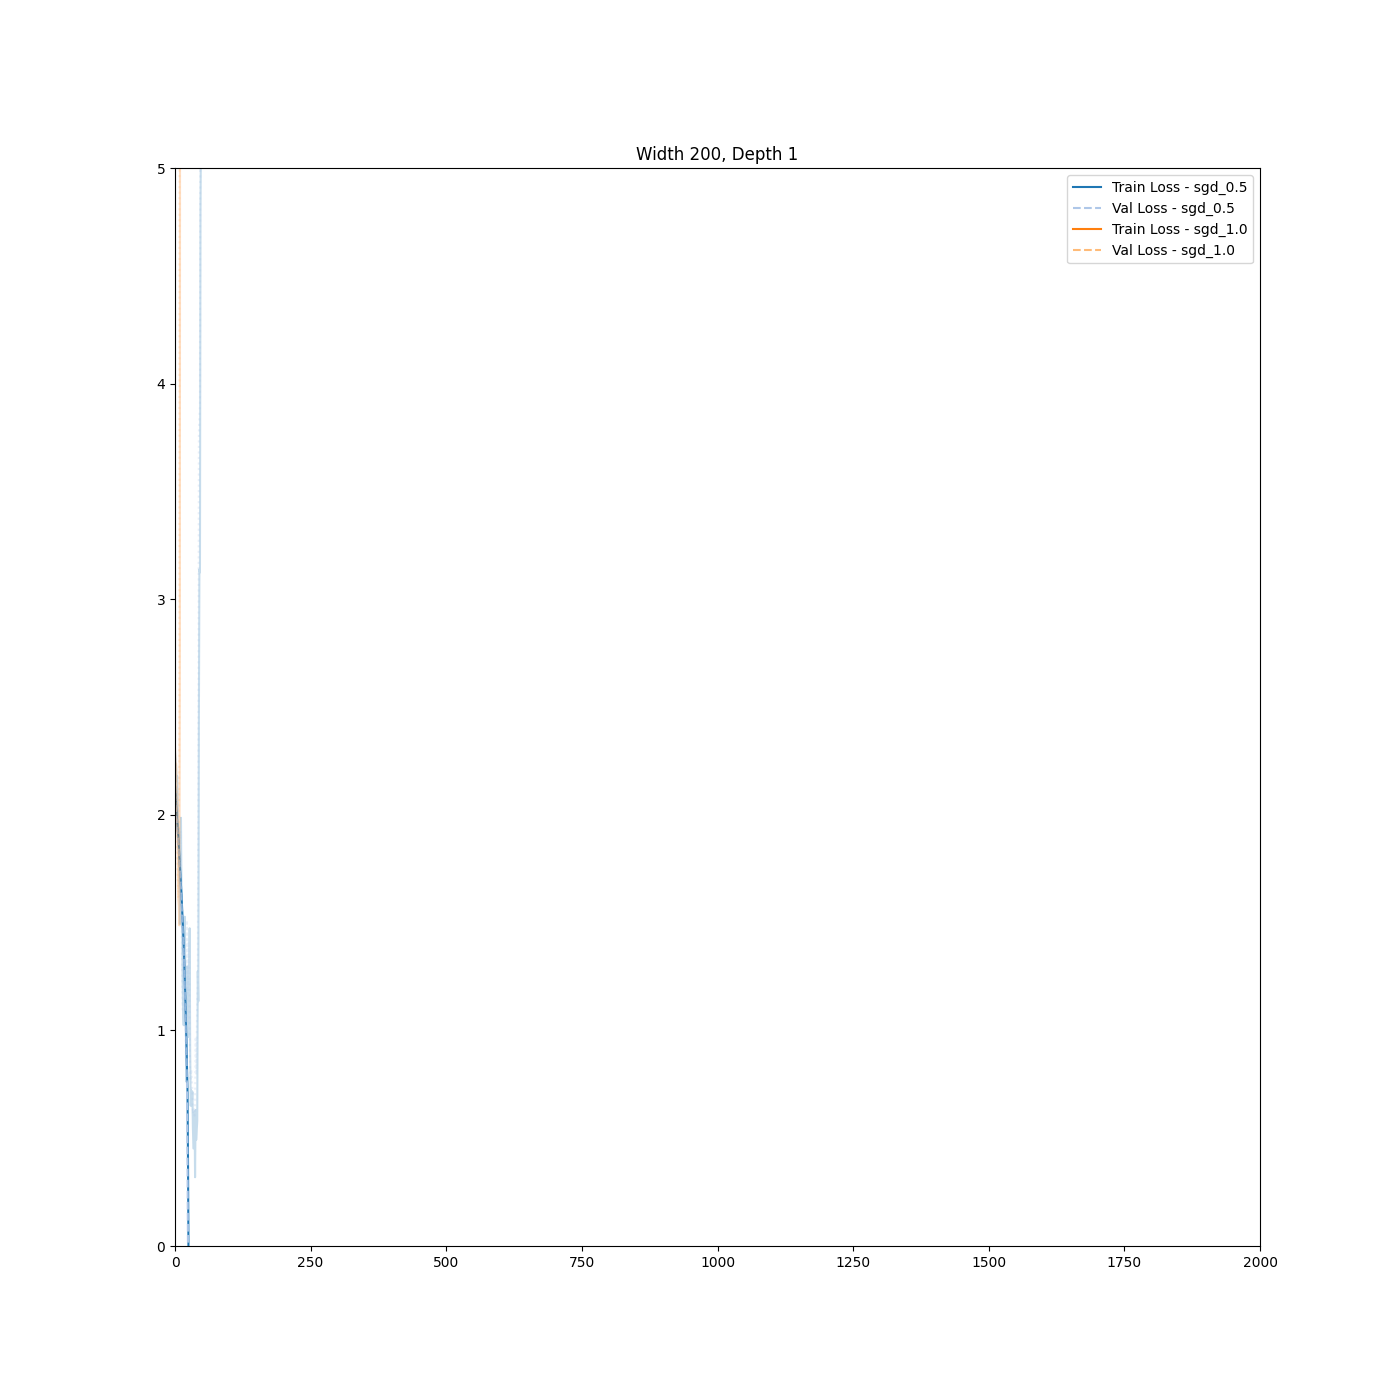 Width 200, Depth 1
5
4
3
2
1
0
0 250 500 750 1000 1250 1500 1750 2000
Train Loss - sgd_0.5
Val Loss - sgd_0.5
Train Loss - sgd_1.0
Val Loss - sgd_1.0